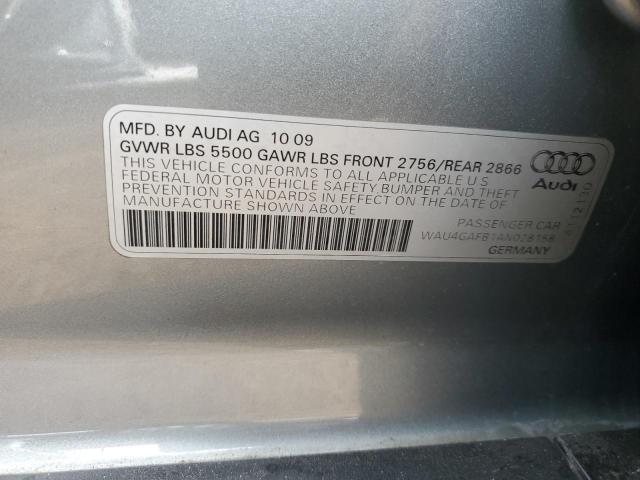 MFD. BY AUDI AG 10 09
GVWR LBS 5500 GAWR LBS FRONT 2756/REAR 2866
THIS VEHICLE CONFORMS TO ALL APPLICABLE U S
FEDERAL MOTOR VEHICLE SAFETY, BUMPER AND THEFT
PREVENTION STANDARDS IN EFFECT ON THE DATE OF
MANUFACTURE SHOWN ABOVE
Audi
PASSENGER CAR
WAU4GAFB1AN028158
GERMANY